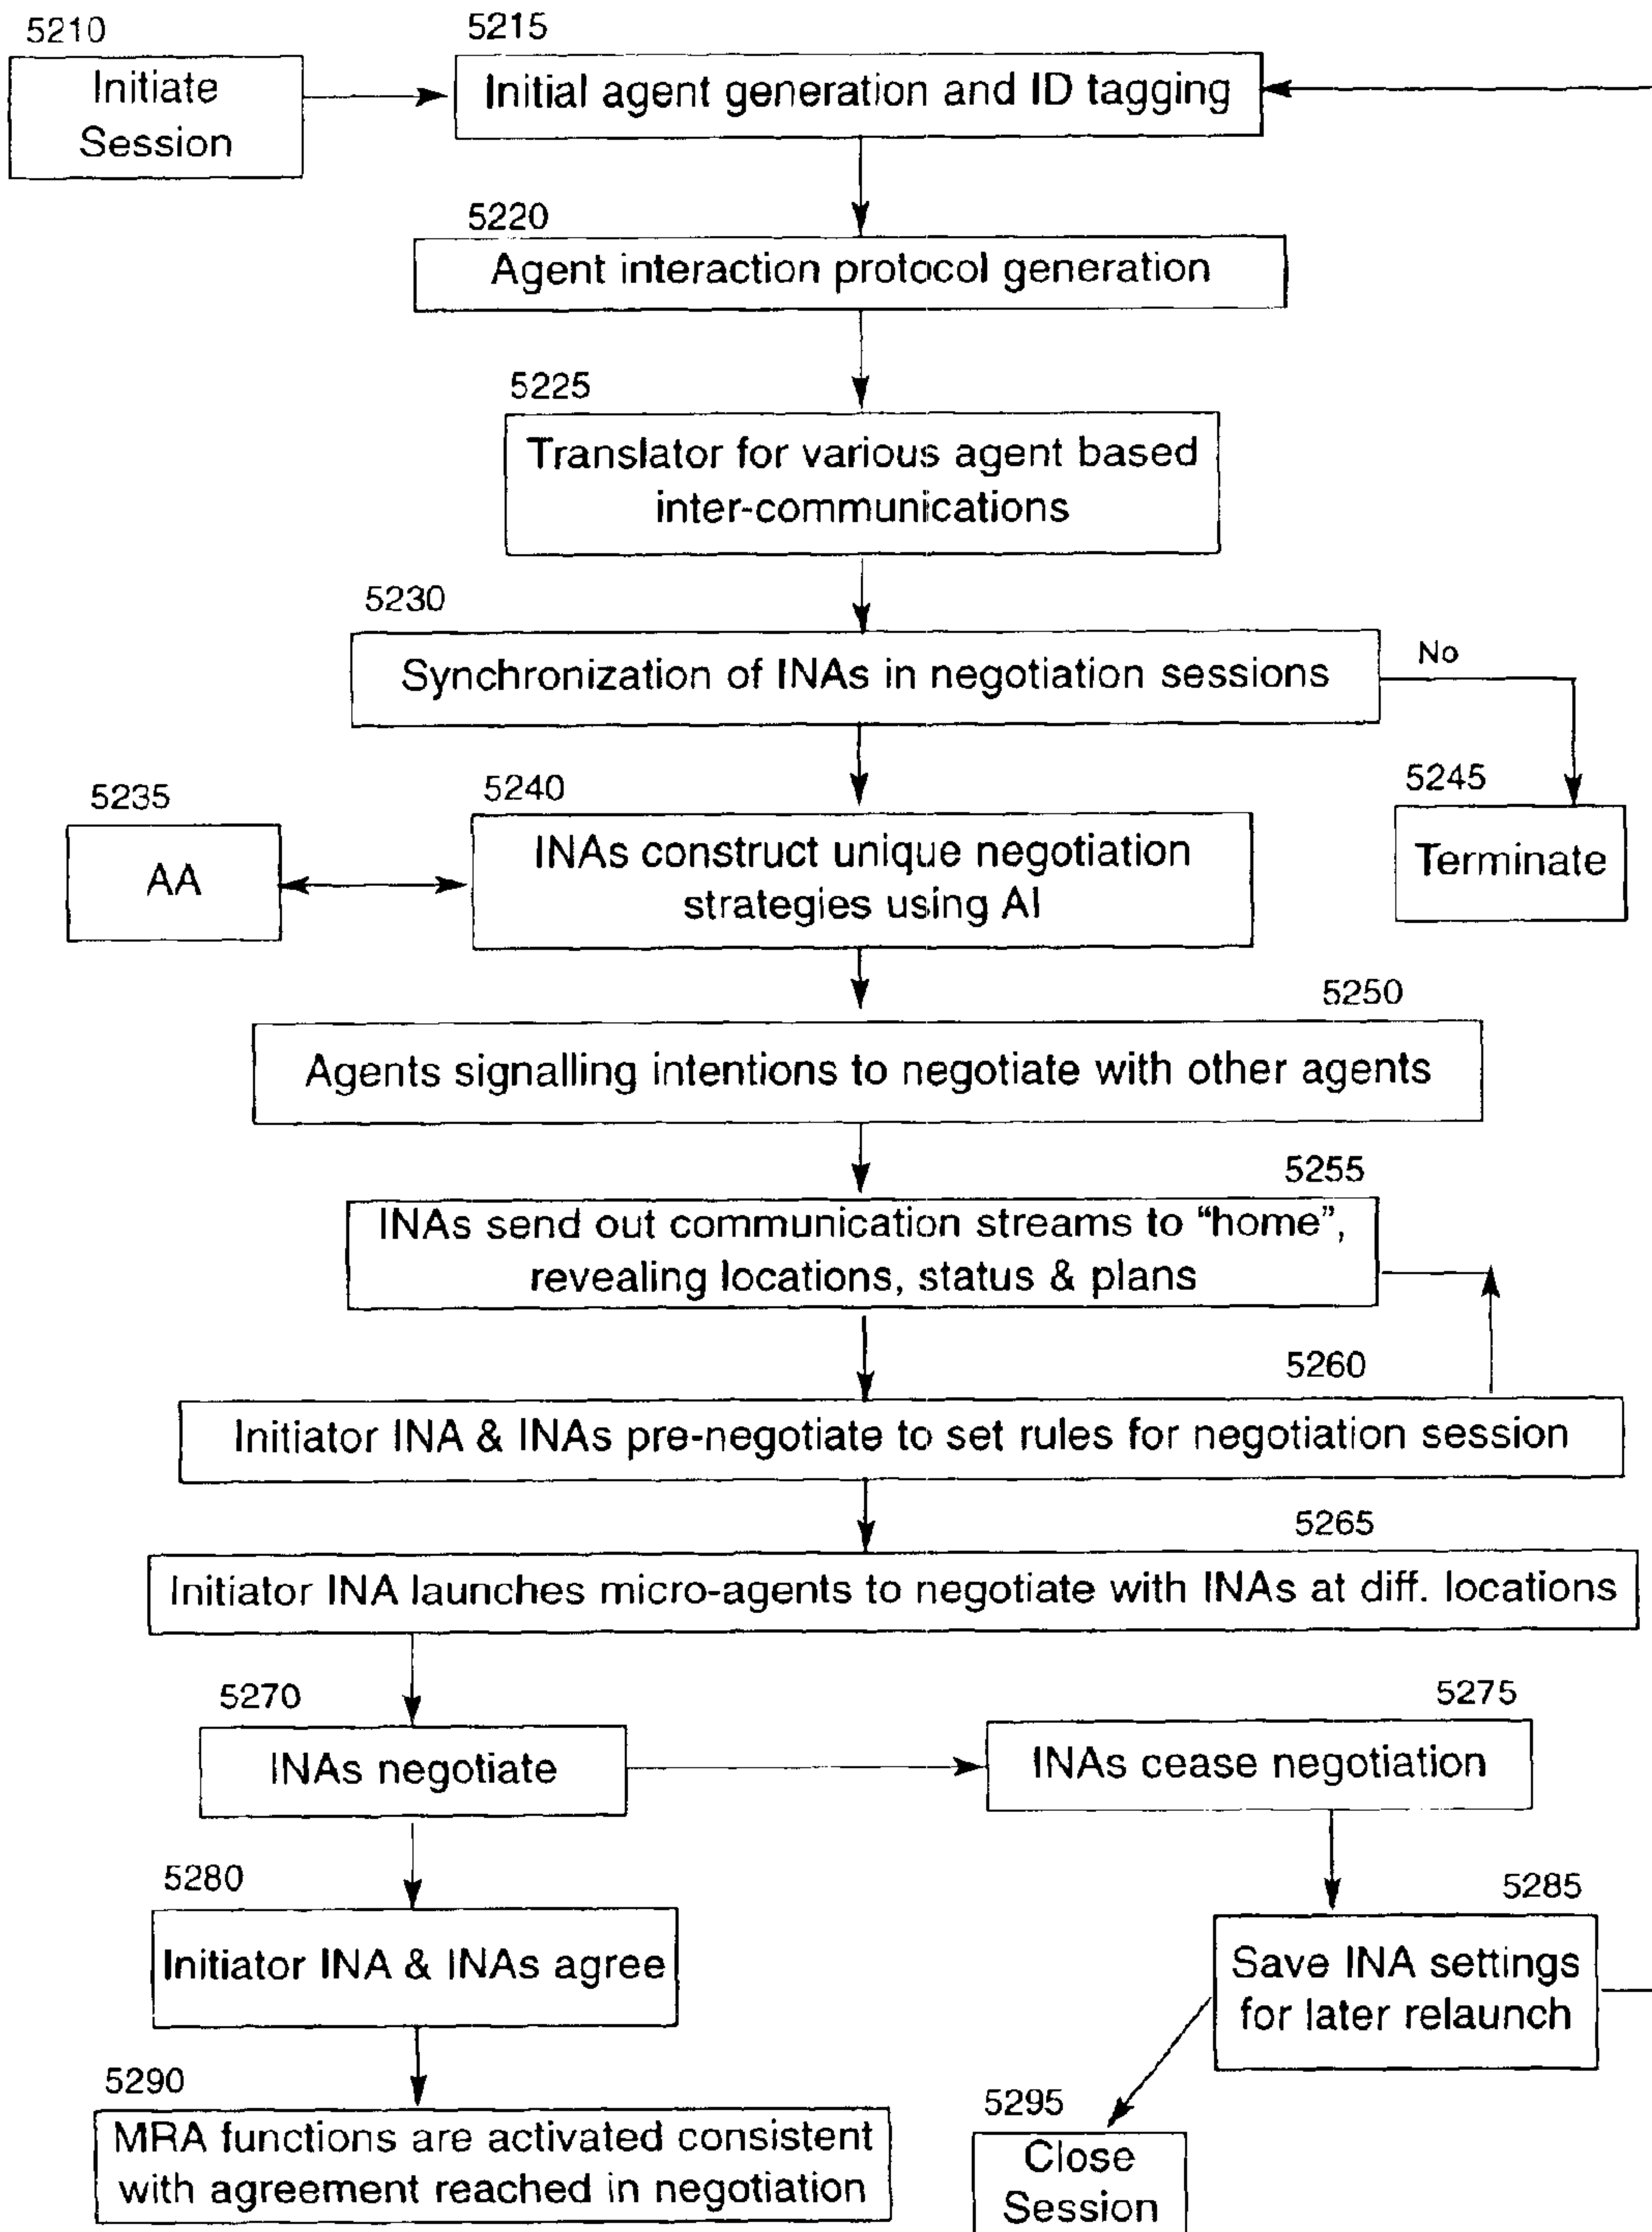 5210
Initiate
Session
5215
Initial agent generation and ID tagging
5220
Agent interaction protocol generation
5225
Translator for various agent based
inter-communications
5230
Synchronization of INAs in negotiation sessions
No
5235
AA
5240
INAs construct unique negotiation
strategies using AI
5245
Terminate
5250
Agents signalling intentions to negotiate with other agents
5255
INAs send out communication streams to “home”,
revealing locations, status & plans
5260
Initiator INA & INAs pre-negotiate to set rules for negotiation session
5265
Initiator INA launches micro-agents to negotiate with INAs at diff. locations
5270
INAs negotiate
5275
INAs cease negotiation
5280
Initiator INA & INAs agree
5285
Save INA settings
for later relaunch
5290
MRA functions are activated consistent
with agreement reached in negotiation
5295
Close
Session